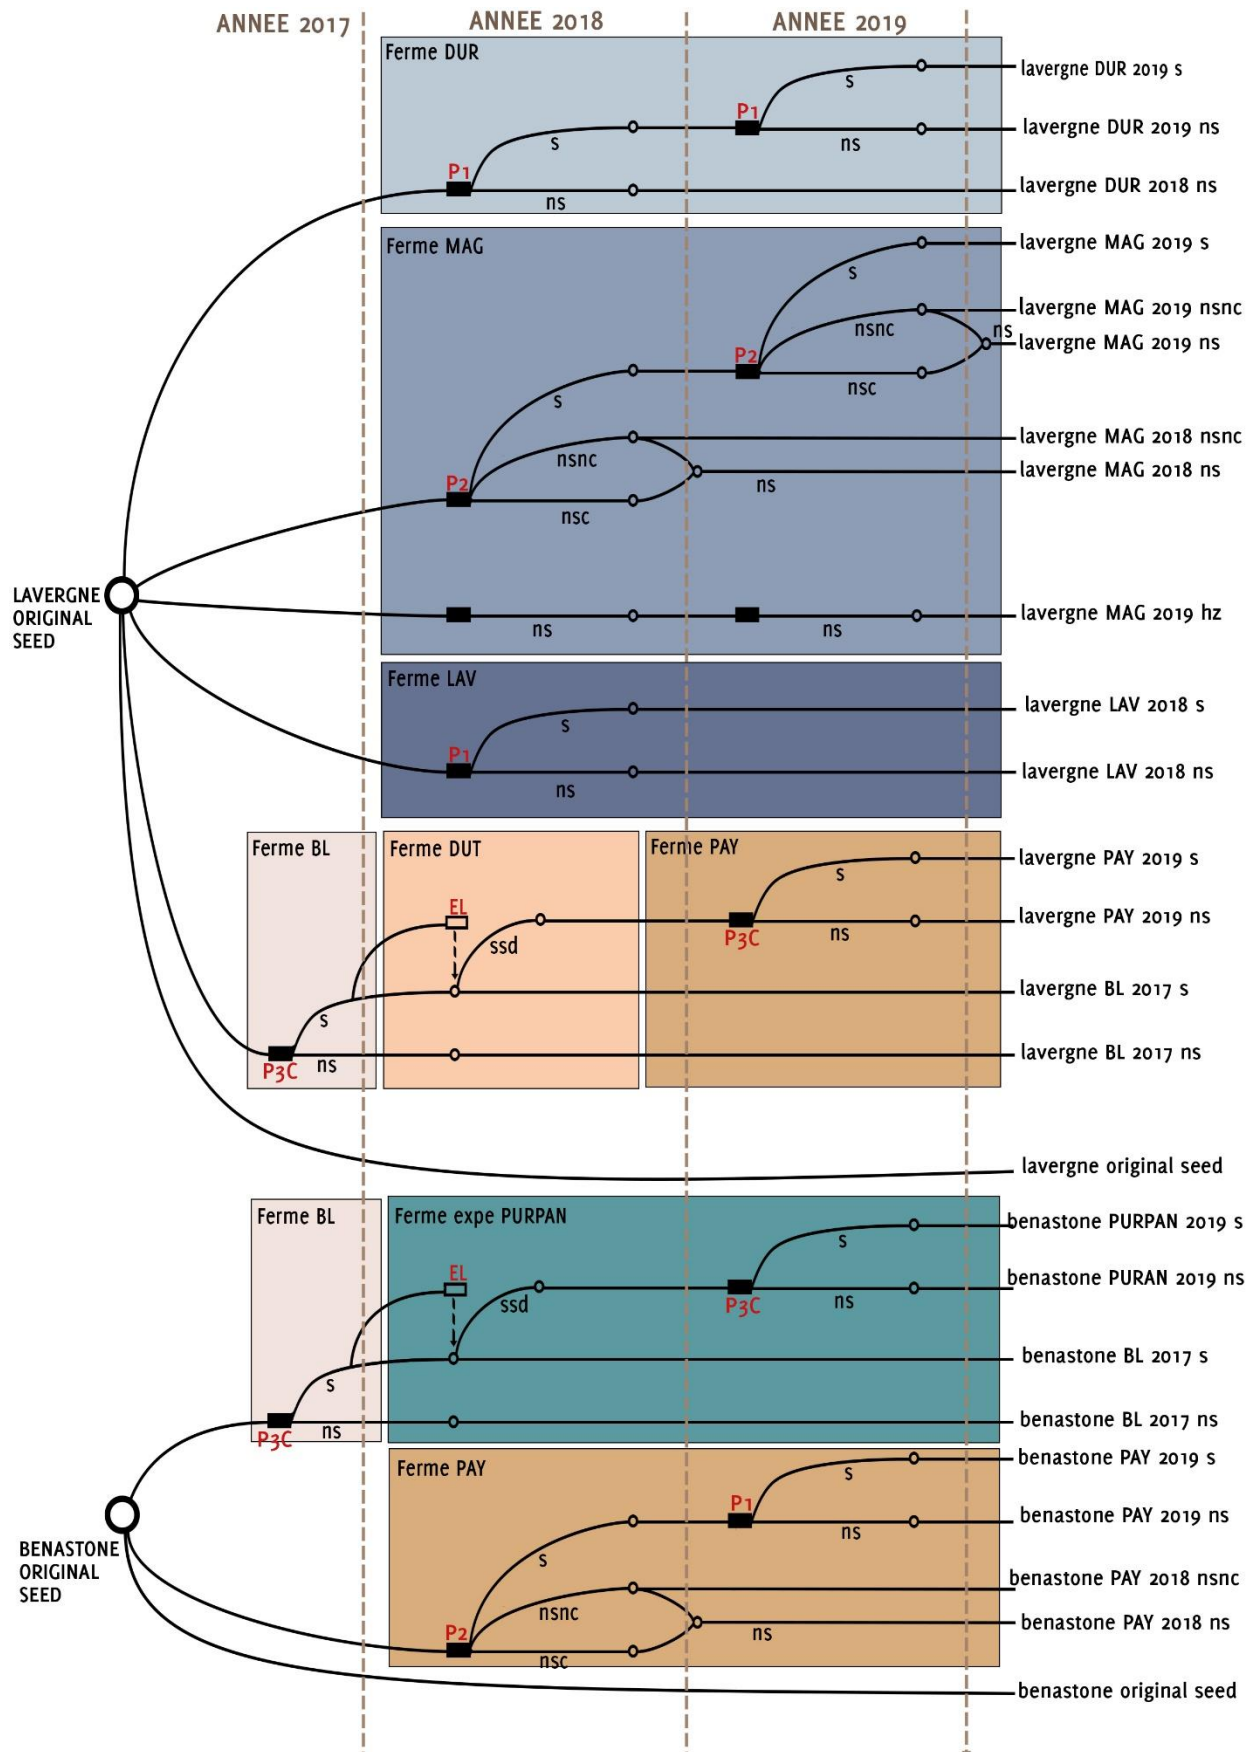 ANNEE 2017
ANNEE 2018
ANNEE 2019
Ferme DUR
s
lavergne DUR 2019 s
P1
lavergne DUR 2019 ns
s
ns
P1
lavergne DUR 2018 ns
ns
Ferme MAG
lavergne MAG 2019 s
s
lavergne MAG 2019 nsnc
nsnc
ns
lavergne MAG 2019 ns
P2
nsc
s
lavergne MAG 2018 nsnc
nsnc
lavergne MAG 2018 ns
P2
ns
nsc
LAVERGNE
ORIGINAL
SEED
lavergne MAG 2019 hz
ns
ns
Ferme LAV
lavergne LAV 2018 s
s
P1
lavergne LAV 2018 ns
ns
Ferme BL
Ferme DUT
Ferme PAY
lavergne PAY 2019 s
s
EL
lavergne PAY 2019 ns
P3C
ns
ssd
lavergne BL 2017 s
s
lavergne BL 2017 ns
ns
P3C
lavergne original seed
Ferme BL
Ferme expe PURPAN
benastone PURPAN 2019 s
s
EL
benastone PURAN 2019 ns
ssd
P3C
ns
benastone BL 2017 s
s
benastone BL 2017 ns
ns
P3C
Ferme PAY
benastone PAY 2019 s
s
P1
benastone PAY 2019 ns
ns
BENASTONE
ORIGINAL
SEED
s
benastone PAY 2018 nsnc
nsnc
benastone PAY 2018 ns
P2
ns
nsc
benastone original seed